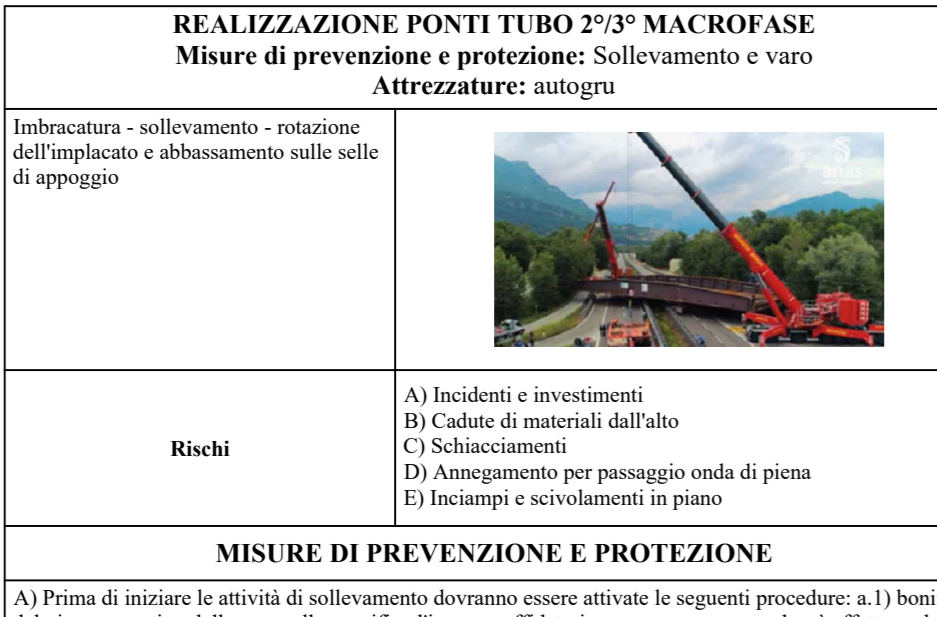 REALIZZAZIONE PONTI TUBO 2°/3° MACROFASE
Misure di prevenzione e protezione: Sollevamento e varo
Attrezzature: autogru
Imbracatura - sollevamento - rotazione
dell'implacato e abbassamento sulle selle
di appoggio
anas
Rischi
A) Incidenti e investimenti
B) Cadute di materiali dall'alto
C) Schiacciamenti
D) Annegamento per passaggio onda di piena
E) Inciampi e scivolamenti in piano
MISURE DI PREVENZIONE E PROTEZIONE
A) Prima di iniziare le attività di sollevamento dovranno essere attivate le seguenti procedure: a.1) boni